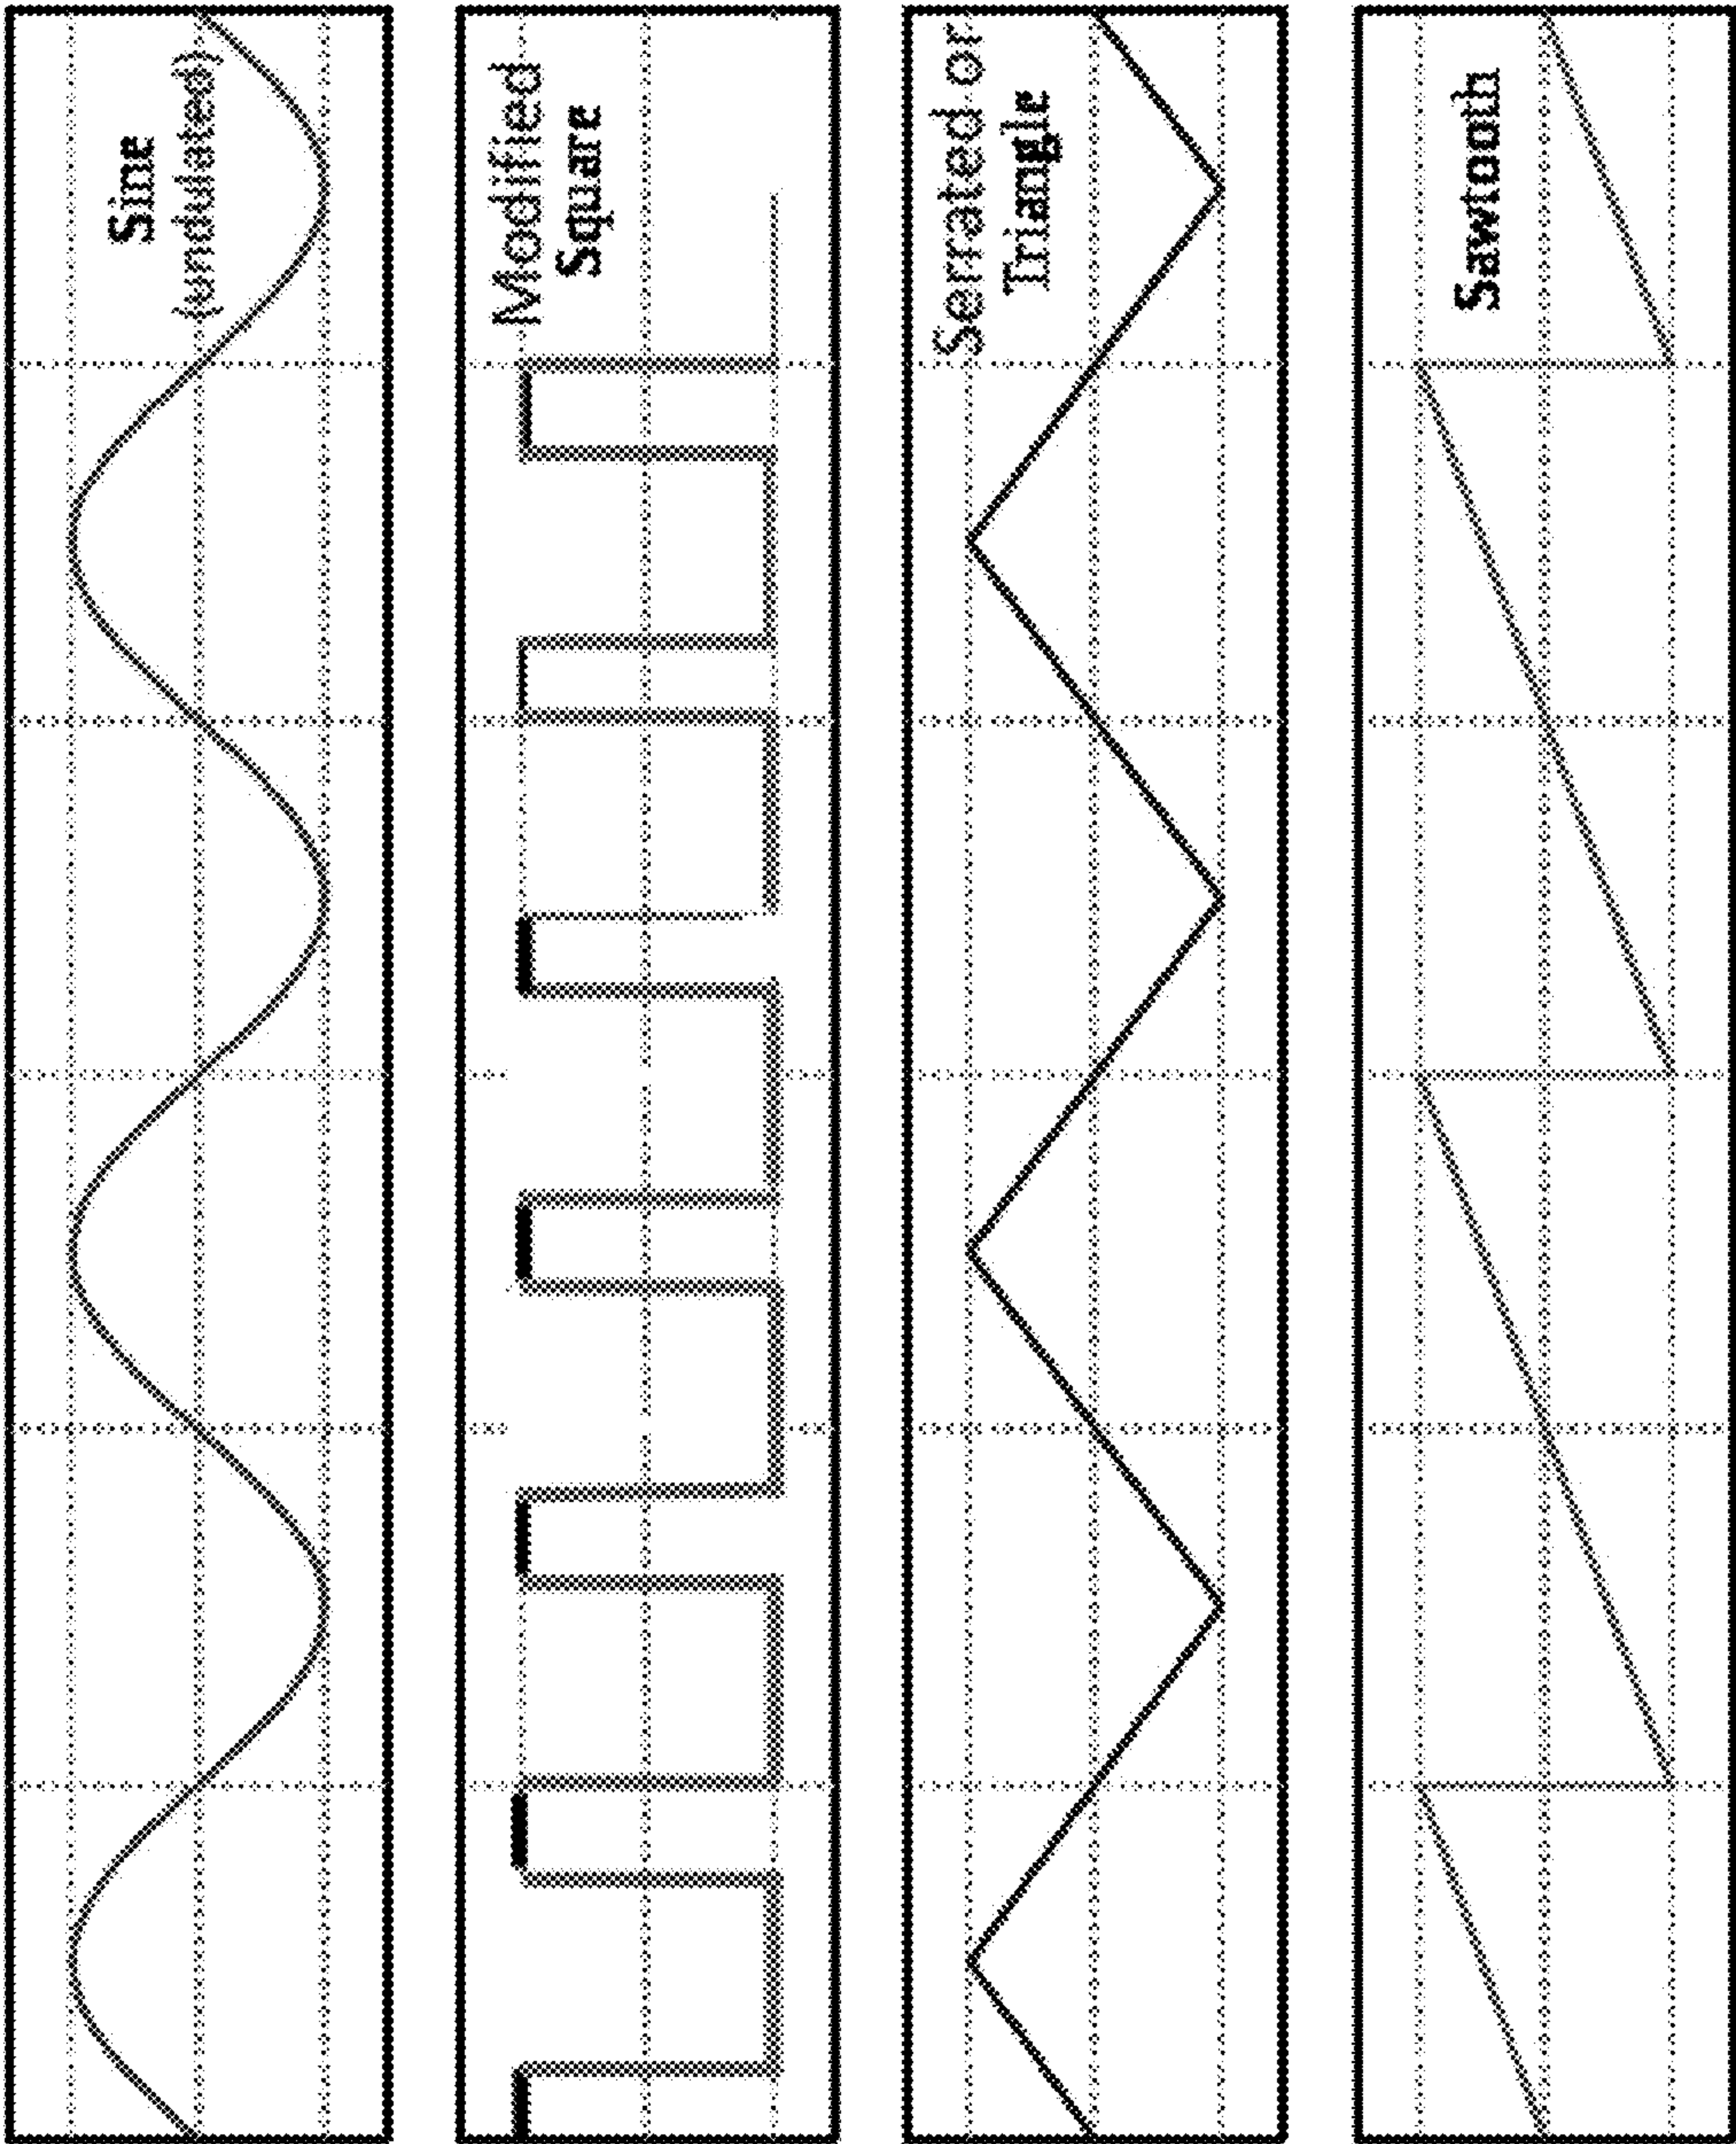 Sine
(undulated)
Modified
Square
Serrated or
Triangle
Sawtooth